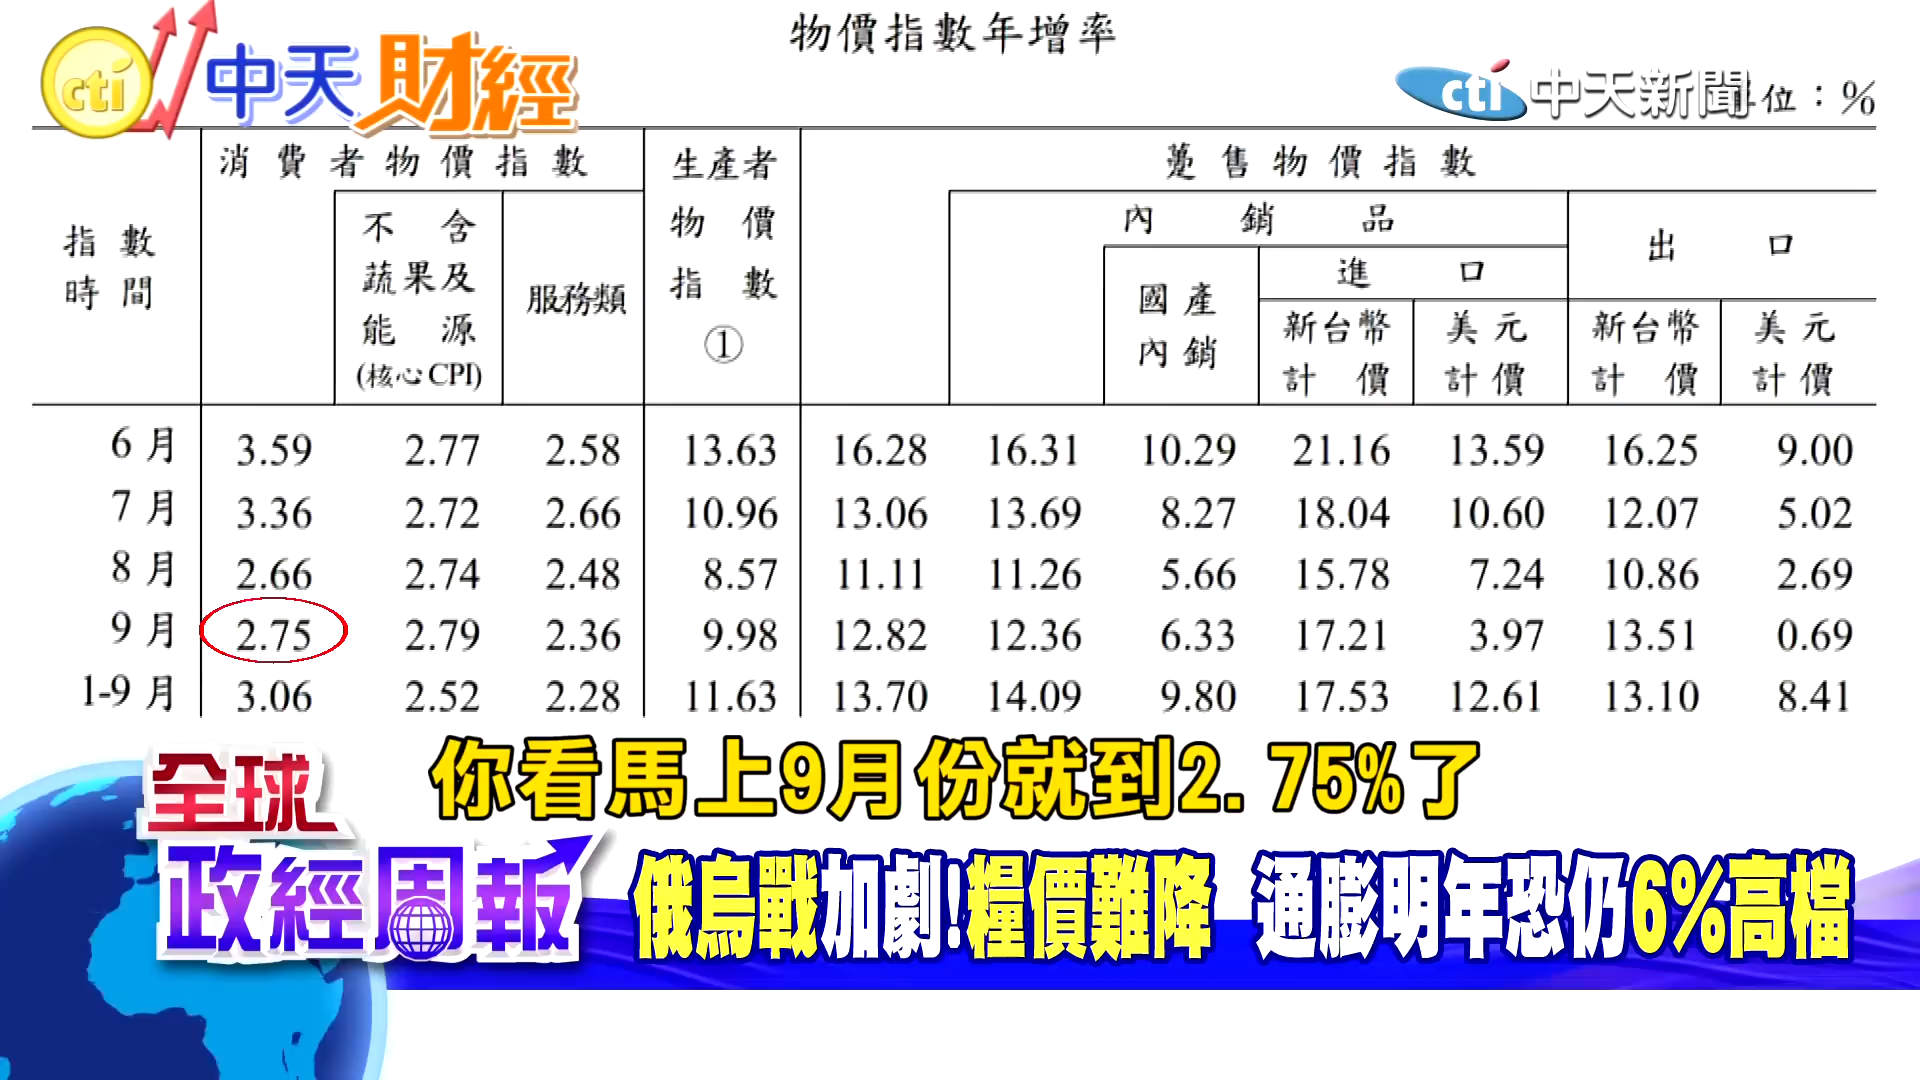 物價指數年增率
cti 中天財經
cti 中天新聞
單位：%
指數時間
消費者物價指數
不含蔬果及能源(核心CPI)
服務類
生產者物價指數①
躉售物價指數
內銷品
國產內銷
進口
新台幣計價
美元計價
出口
新台幣計價
美元計價
6月 3.59 2.77 2.58 13.63 16.28 16.31 10.29 21.16 13.59 16.25 9.00
7月 3.36 2.72 2.66 10.96 13.06 13.69 8.27 18.04 10.60 12.07 5.02
8月 2.66 2.74 2.48 8.57 11.11 11.26 5.66 15.78 7.24 10.86 2.69
9月 2.75 2.79 2.36 9.98 12.82 12.36 6.33 17.21 3.97 13.51 0.69
1-9月 3.06 2.52 2.28 11.63 13.70 14.09 9.80 17.53 12.61 13.10 8.41
你看馬上9月份就到2.75%了
全球
政經周報
俄烏戰加劇!糧價難降 通膨明年恐仍6%高檔